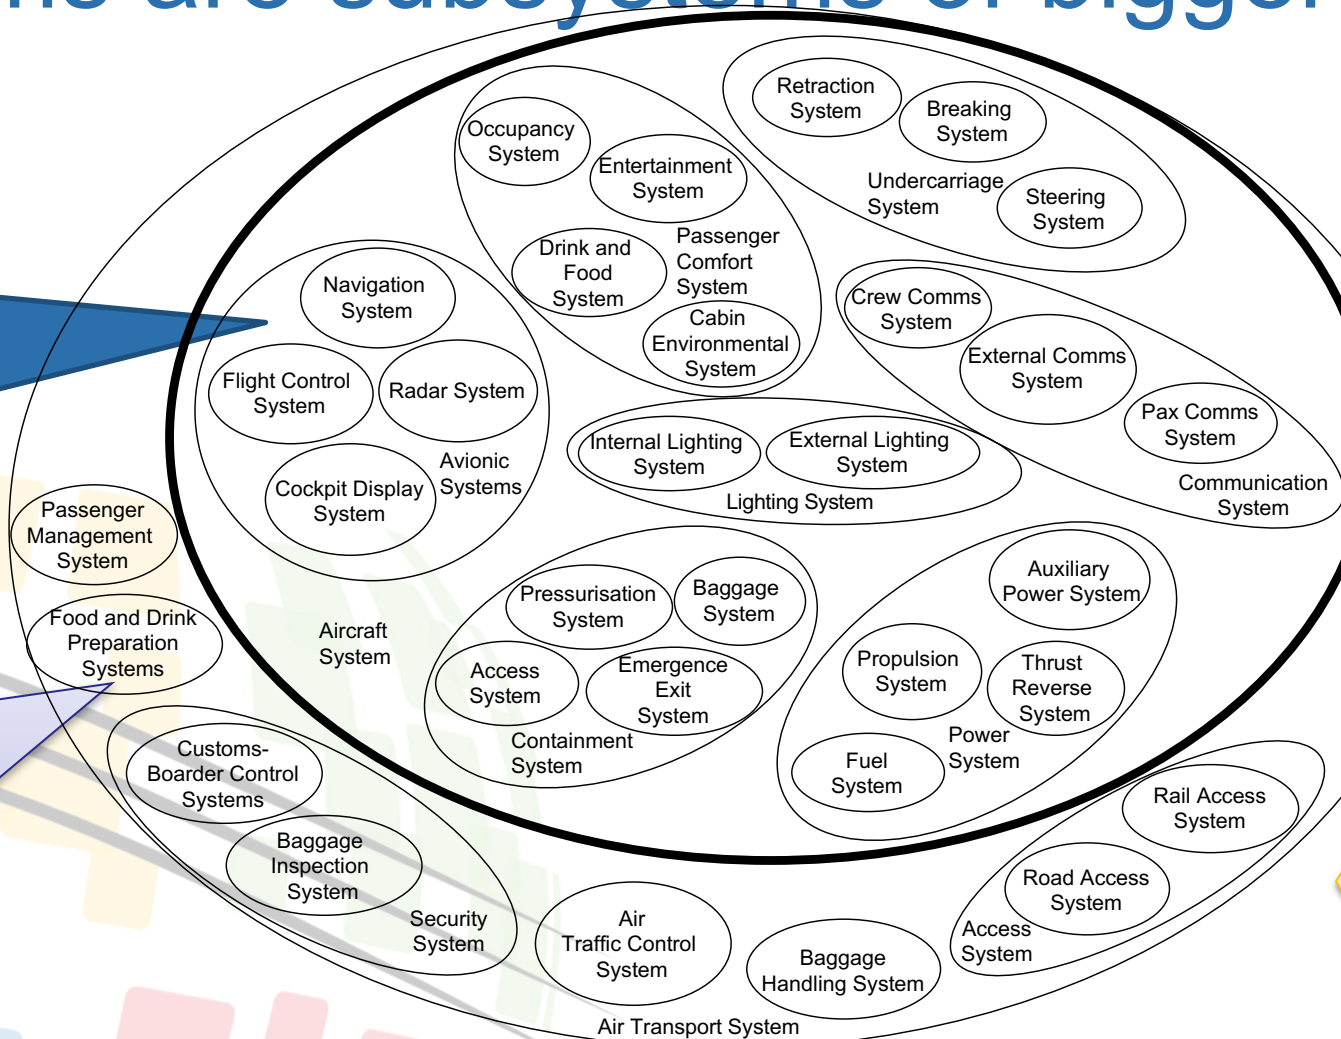 ns are subsystems of bigger
Retraction
System
Breaking
System
Steering
System
Undercarriage
System
Occupancy
System
Entertainment
System
Drink and
Food
System
Passenger
Comfort
System
Cabin
Environmental
System
Navigation
System
Flight Control
System
Radar System
Cockpit Display
System
Avionic
Systems
Crew Comms
System
External Comms
System
Pax Comms
System
Communication
System
Internal Lighting
System
External Lighting
System
Lighting System
Passenger
Management
System
Food and Drink
Preparation
Systems
Aircraft
System
Pressurisation
System
Baggage
System
Access
System
Emergence
Exit
System
Containment
System
Auxiliary
Power System
Propulsion
System
Thrust
Reverse
System
Fuel
System
Power
System
Customs-
Boarder Control
Systems
Baggage
Inspection
System
Security
System
Air
Traffic Control
System
Baggage
Handling System
Rail Access
System
Road Access
System
Access
System
Air Transport System